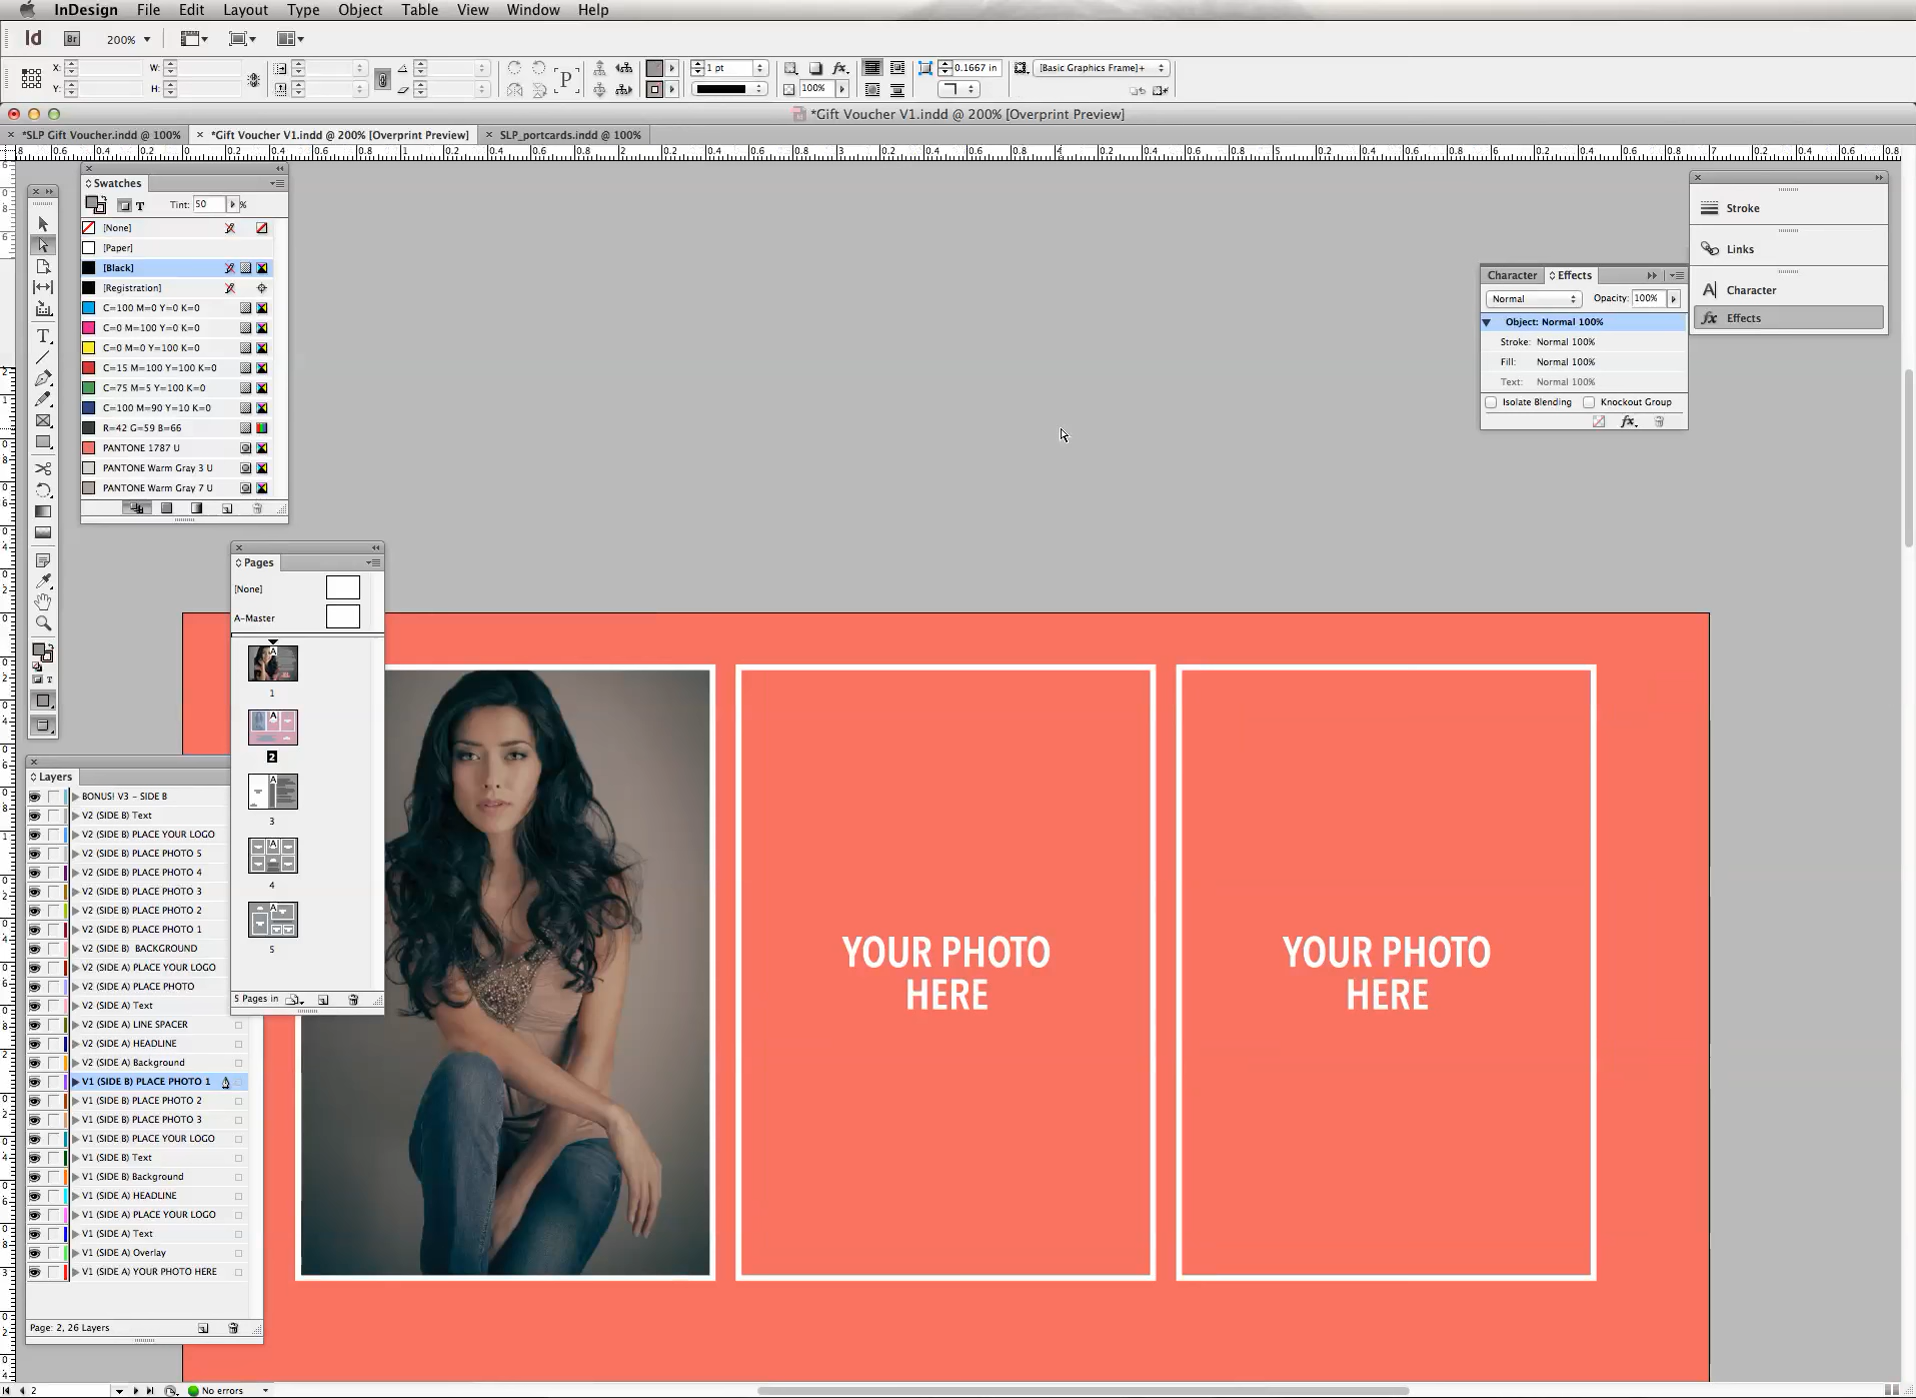 InDesign File Edit Layout Type Object Table View Window Help
Id Br 200%
X: W: 1 pt 0.1667 in [Basic Graphics Frame]+
Y: H: P 100%
*Gift Voucher V1.indd @ 200% [Overprint Preview]
*SLP Gift Voucher.indd @ 100% *Gift Voucher V1.indd @ 200% [Overprint Preview] SLP_portcards.indd @ 100%
Swatches
T Tint: 50 %
[None]
[Paper]
[Black]
[Registration]
C=100 M=0 Y=0 K=0
C=0 M=100 Y=0 K=0
C=0 M=0 Y=100 K=0
C=15 M=100 Y=100 K=0
C=75 M=5 Y=100 K=0
C=100 M=90 Y=10 K=0
R=42 G=59 B=66
PANTONE 1787 U
PANTONE Warm Gray 3 U
PANTONE Warm Gray 7 U
Stroke
Links
Character
Effects
Character Effects
Normal Opacity: 100%
Object: Normal 100%
Stroke: Normal 100%
Fill: Normal 100%
Text: Normal 100%
Isolate Blending Knockout Group
Pages
[None]
A-Master
1
2
3
4
5
5 Pages in
Layers
BONUS! V3 - SIDE B
V2 (SIDE B) Text
V2 (SIDE B) PLACE YOUR LOGO
V2 (SIDE B) PLACE PHOTO 5
V2 (SIDE B) PLACE PHOTO 4
V2 (SIDE B) PLACE PHOTO 3
V2 (SIDE B) PLACE PHOTO 2
V2 (SIDE B) PLACE PHOTO 1
V2 (SIDE B) BACKGROUND
V2 (SIDE A) PLACE YOUR LOGO
V2 (SIDE A) PLACE PHOTO
V2 (SIDE A) Text
V2 (SIDE A) LINE SPACER
V2 (SIDE A) HEADLINE
V2 (SIDE A) Background
V1 (SIDE B) PLACE PHOTO 1
V1 (SIDE B) PLACE PHOTO 2
V1 (SIDE B) PLACE PHOTO 3
V1 (SIDE B) PLACE YOUR LOGO
V1 (SIDE B) Text
V1 (SIDE B) Background
V1 (SIDE A) HEADLINE
V1 (SIDE A) PLACE YOUR LOGO
V1 (SIDE A) Text
V1 (SIDE A) Overlay
V1 (SIDE A) YOUR PHOTO HERE
Page: 2, 26 Layers
YOUR PHOTO
HERE
YOUR PHOTO
HERE
2 No errors